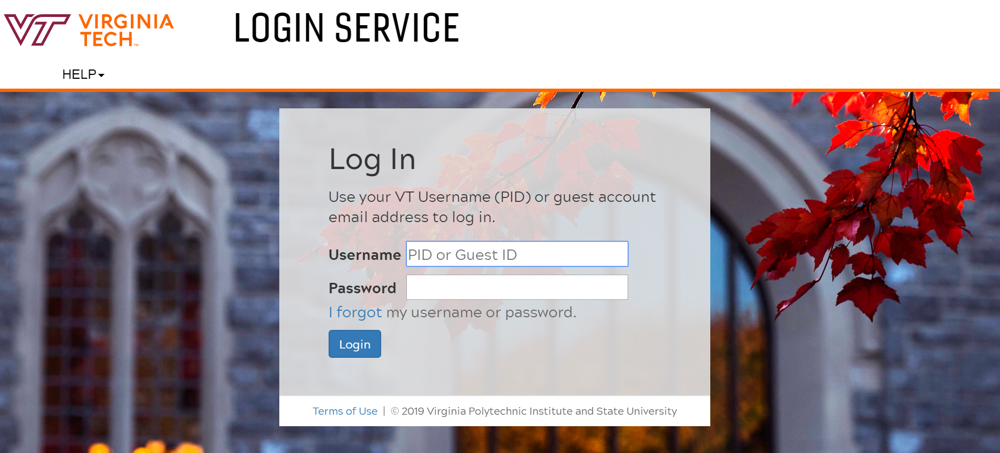 VT VIRGINIA TECH™
LOGIN SERVICE
HELP
Log In
Use your VT Username (PID) or guest account
email address to log in.
Username PID or Guest ID
Password
I forgot my username or password.
Login
Terms of Use | © 2019 Virginia Polytechnic Institute and State University